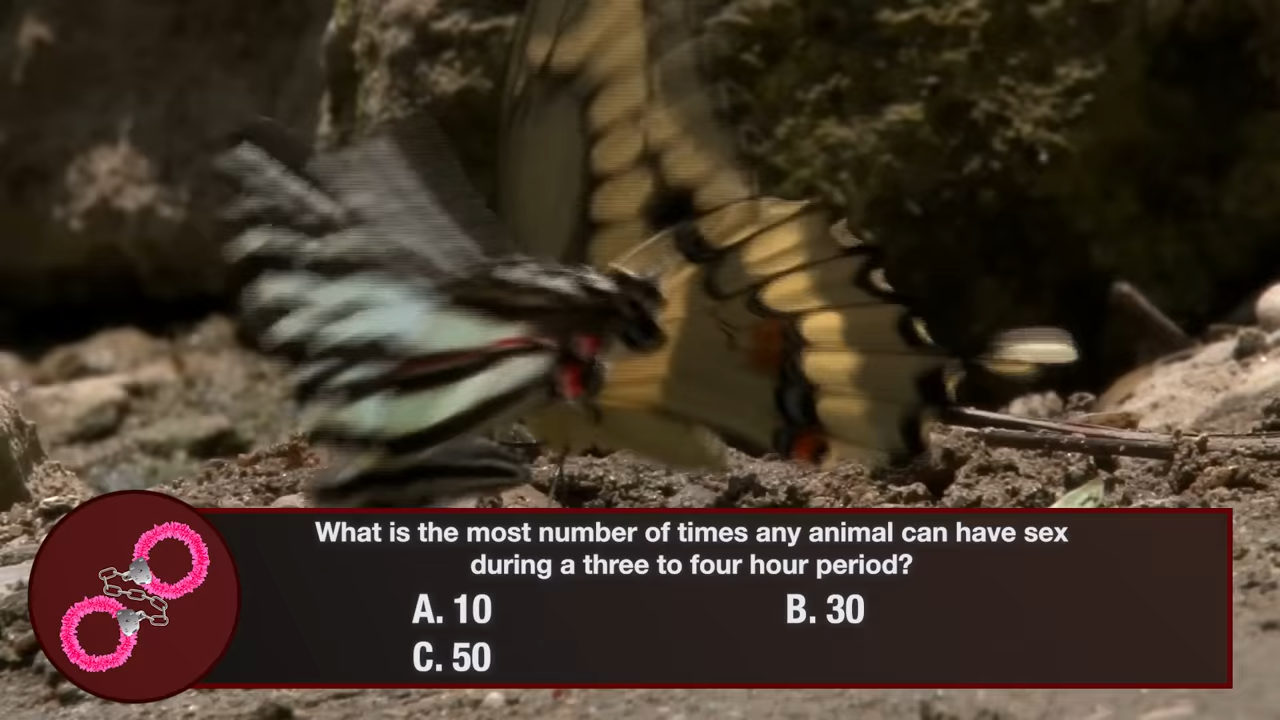 What is the most number of times any animal can have sex
during a three to four hour period?
A. 10 B. 30
C. 50